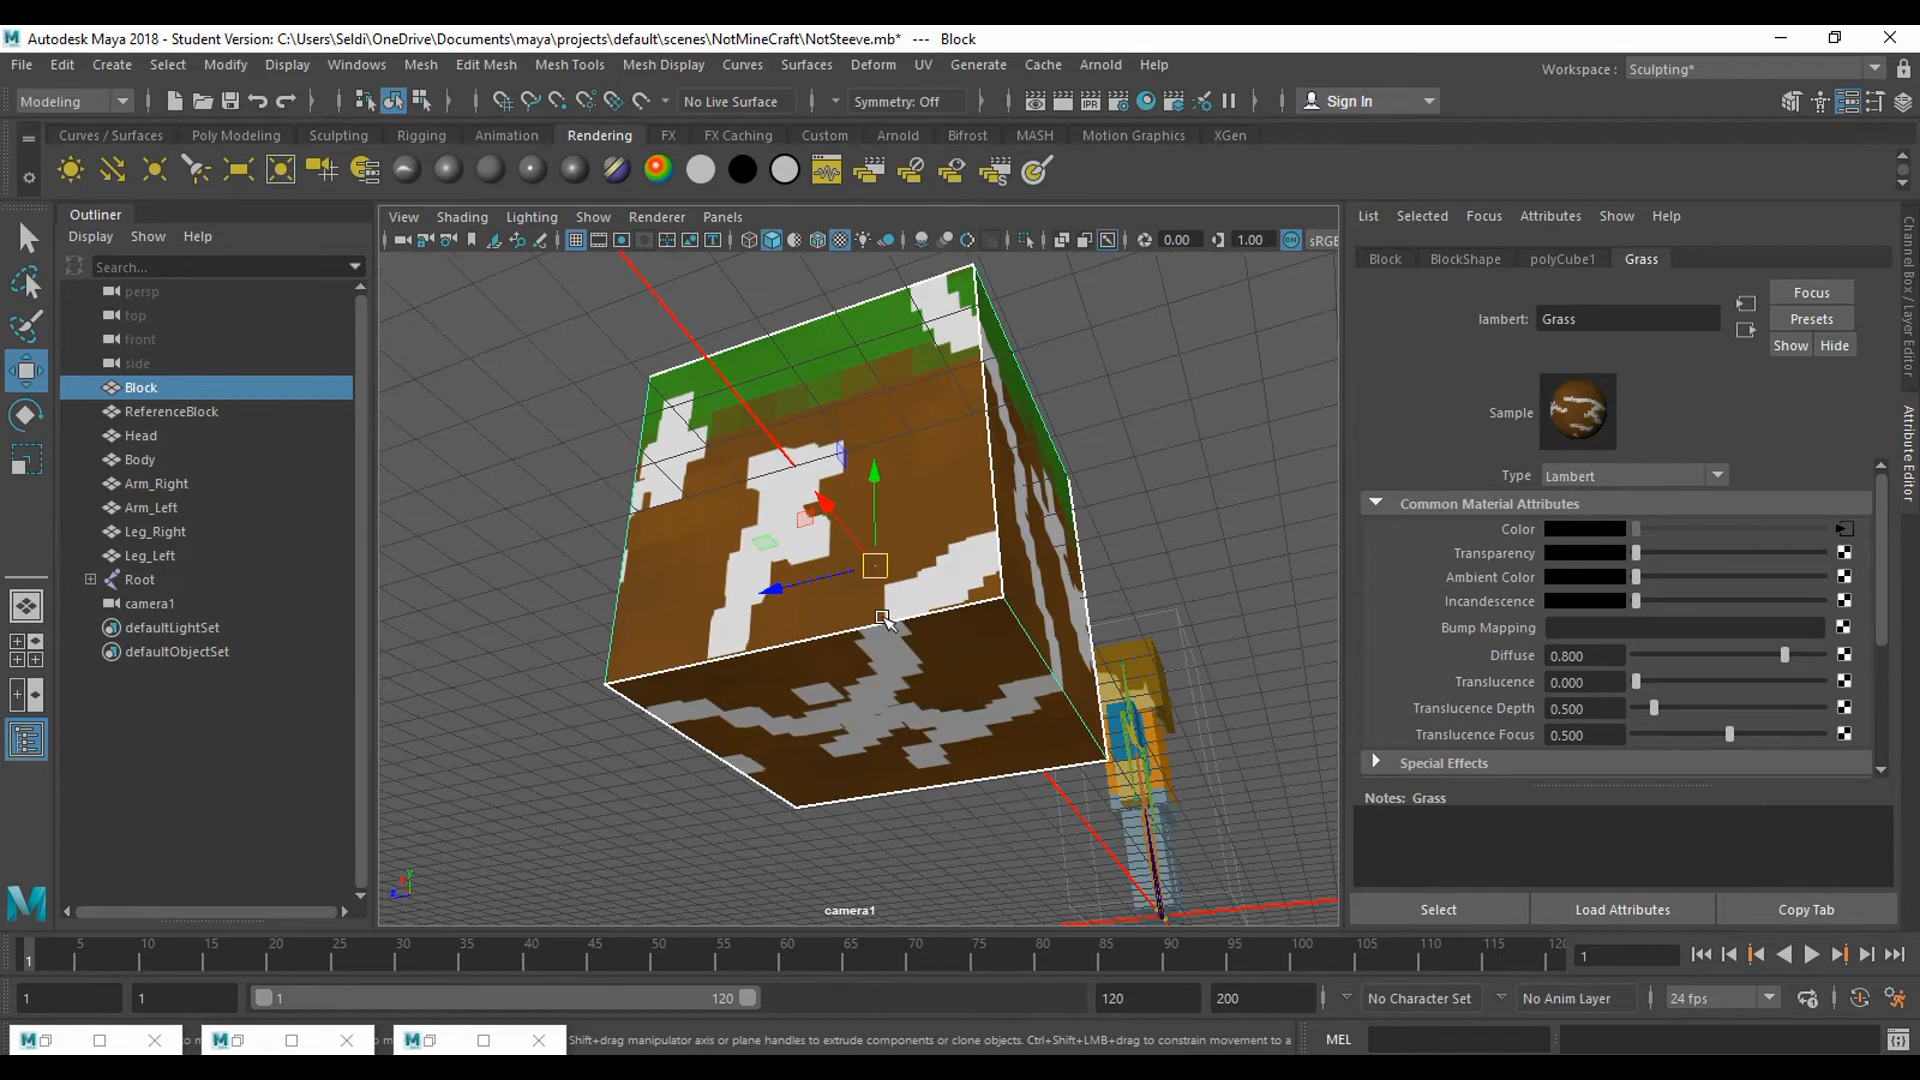 Autodesk Maya 2018 - Student Version: C:\Users\Seldi\OneDrive\Documents\maya\projects\default\scenes\NotMineCraft\NotSteeve.mb* --- Block
File Edit Create Select Modify Display Windows Mesh Edit Mesh Mesh Tools Mesh Display Curves Surfaces Deform UV Generate Cache Arnold Help
Workspace : Sculpting*
Modeling No Live Surface Symmetry: Off IPR Sign In
Curves / Surfaces Poly Modeling Sculpting Rigging Animation Rendering FX FX Caching Custom Arnold Bifrost MASH Motion Graphics XGen
Outliner
Display Show Help
Search...
persp
top
front
side
Block
ReferenceBlock
Head
Body
Arm_Right
Arm_Left
Leg_Right
Leg_Left
Root
camera1
defaultLightSet
defaultObjectSet
View Shading Lighting Show Renderer Panels
0.00 1.00 ON sRGB
camera1
y
z
List Selected Focus Attributes Show Help
Block BlockShape polyCube1 Grass
lambert: Grass
Focus
Presets
Show Hide
Sample
Type Lambert
Common Material Attributes
Color
Transparency
Ambient Color
Incandescence
Bump Mapping
Diffuse 0.800
Translucence 0.000
Translucence Depth 0.500
Translucence Focus 0.500
Special Effects
Notes: Grass
Select Load Attributes Copy Tab
Channel Box / Layer Editor
Attribute Editor
1 5 10 15 20 25 30 35 40 45 50 55 60 65 70 75 80 85 90 95 100 105 110 115 120 1
1 1 1 120 120 200 No Character Set No Anim Layer 24 fps
Shift+drag manipulator axis or plane handles to extrude components or clone objects. Ctrl+Shift+LMB+drag to constrain movement to a
MEL